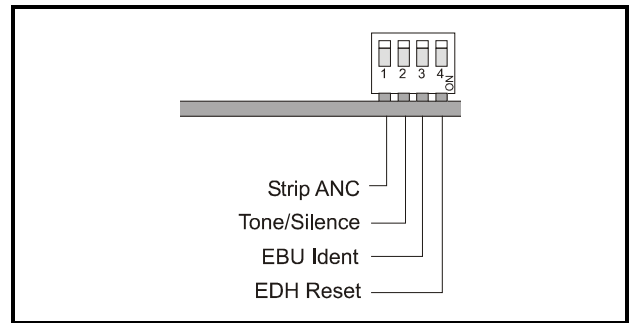 1 2 3 4
ON
Strip ANC
Tone/Silence
EBU Ident
EDH Reset